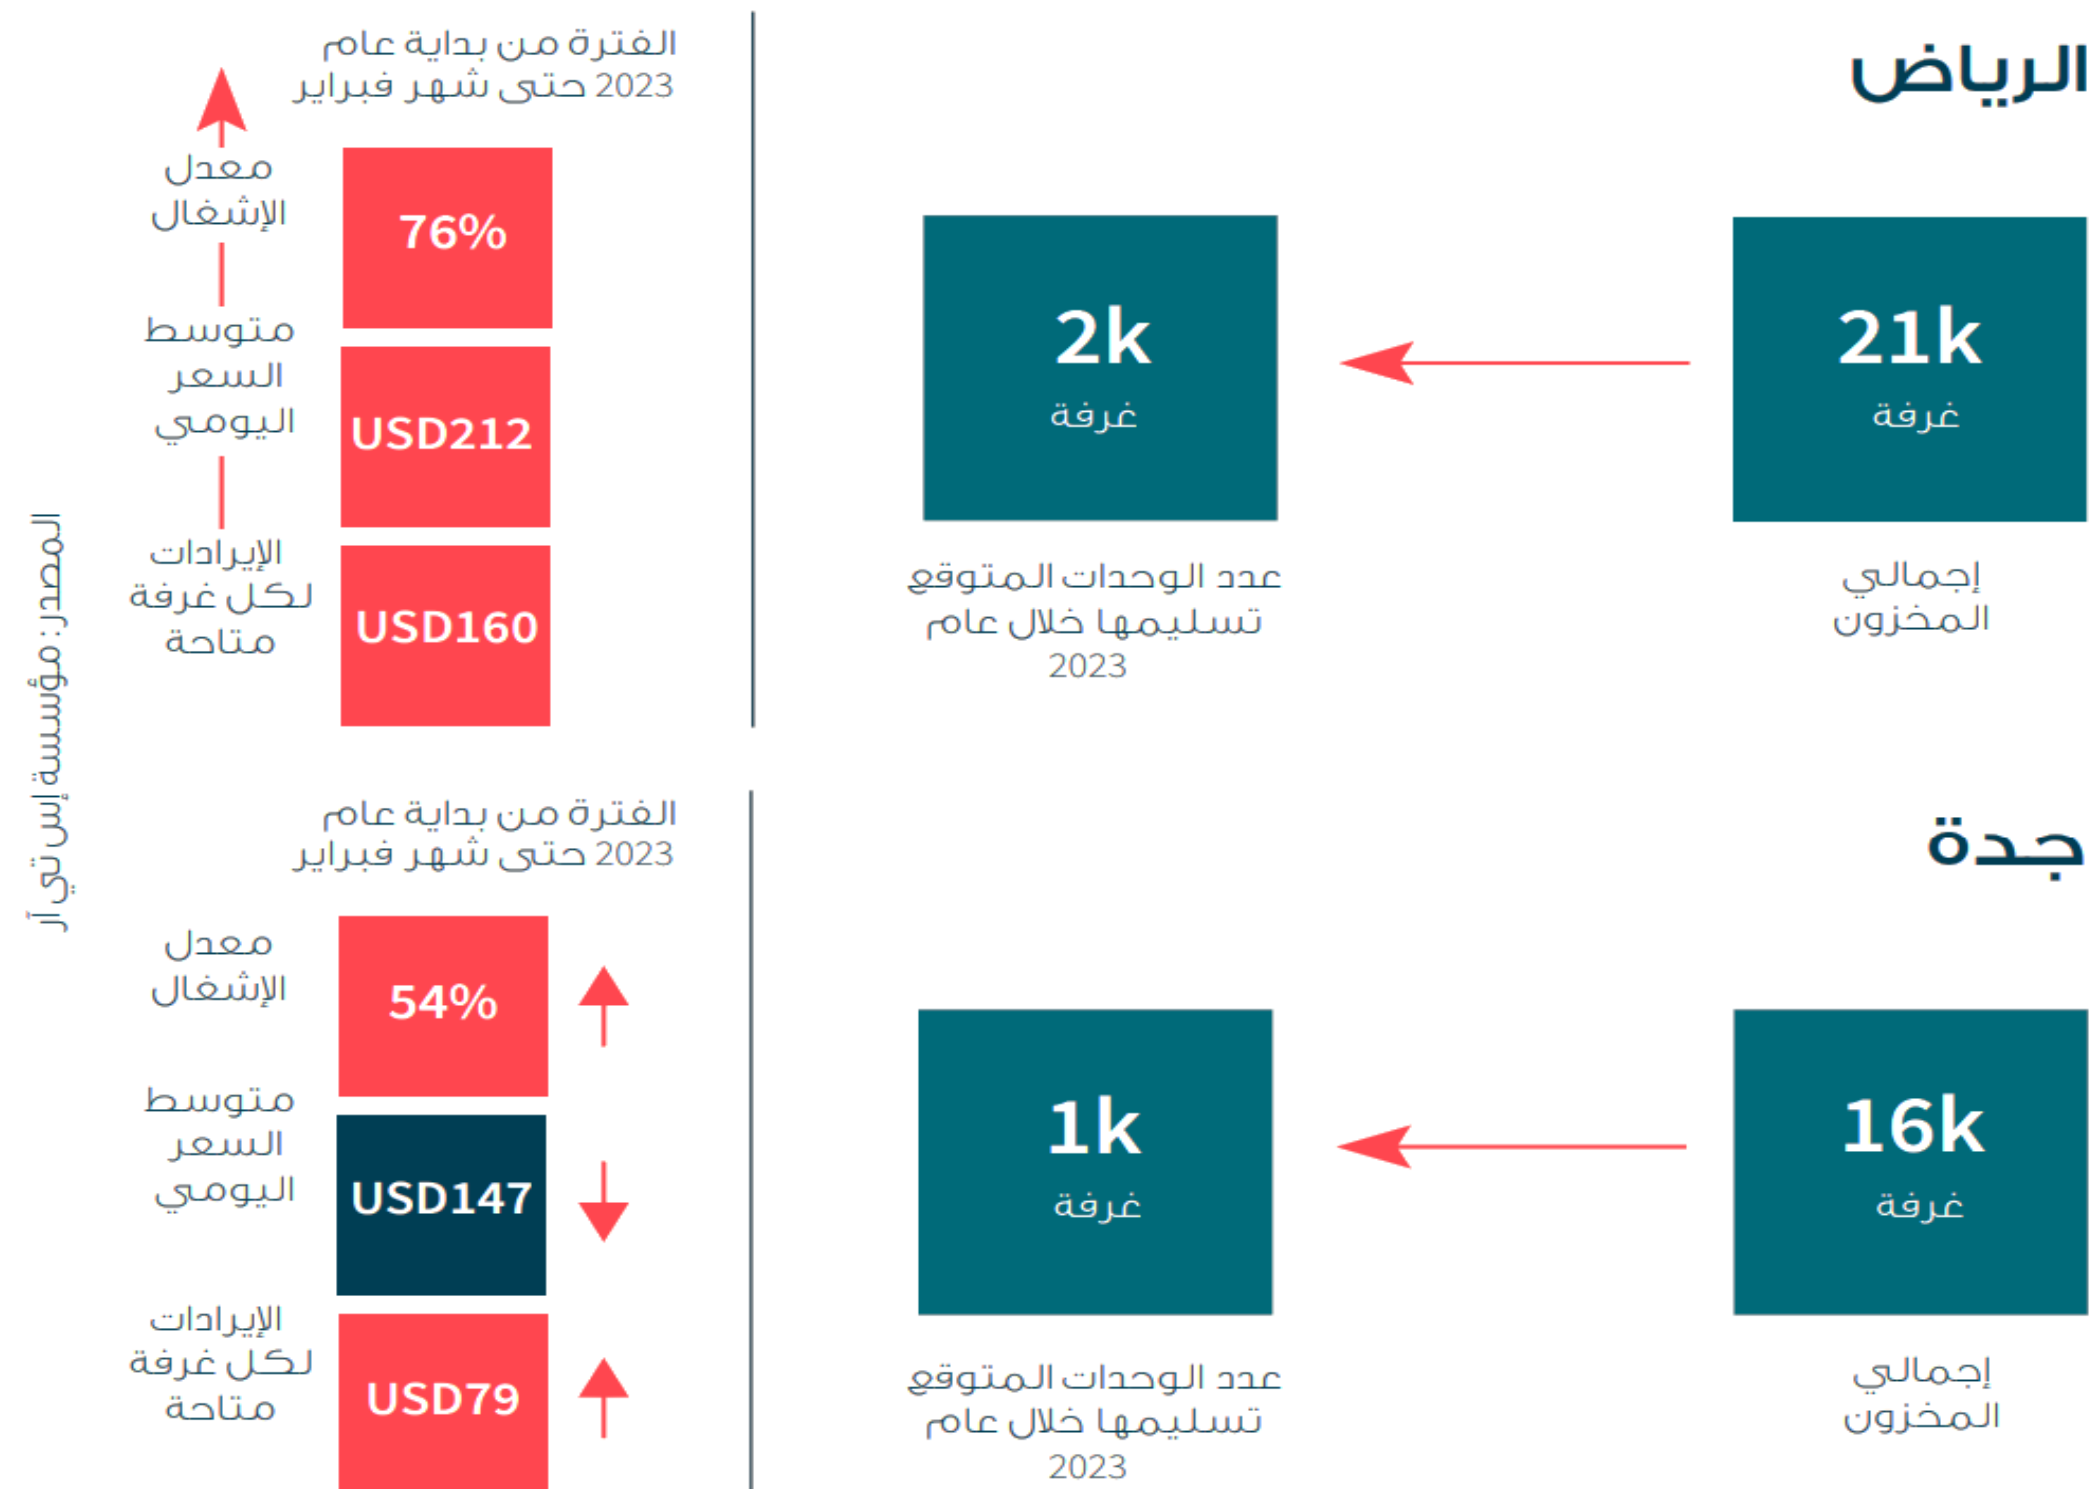 الرياض
21k
غرفة
إجمالي
المخزون
2k
غرفة
عدد الوحدات المتوقع
تسليمها خلال عام
2023
الفترة من بداية عام
2023 حتى شهر فبراير
76%
معدل
الإشغال
USD212
متوسط
السعر
اليومي
USD160
الإيرادات
لكل غرفة
متاحة
جدة
16k
غرفة
إجمالي
المخزون
1k
غرفة
عدد الوحدات المتوقع
تسليمها خلال عام
2023
الفترة من بداية عام
2023 حتى شهر فبراير
54%
معدل
الإشغال
USD147
متوسط
السعر
اليومي
USD79
الإيرادات
لكل غرفة
متاحة
المصدر: مؤسسة إس تي آر